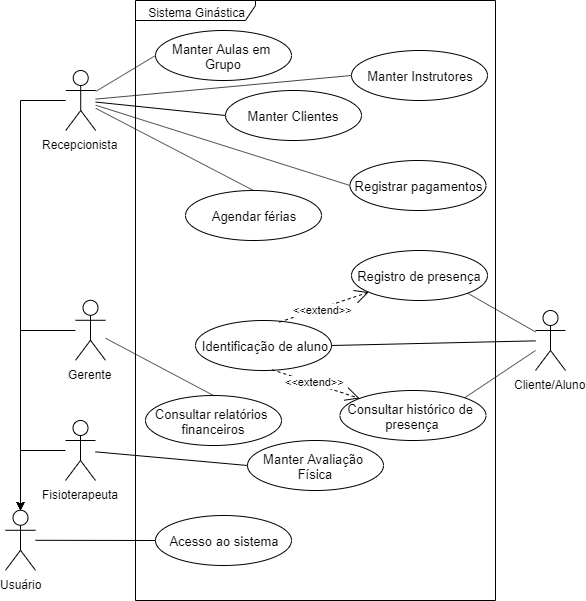 Sistema Ginástica
Manter Aulas em
Grupo
Manter Instrutores
Manter Clientes
Recepcionista
Registrar pagamentos
Agendar férias
Registro de presença
<<extend>>
Identificação de aluno
Gerente
<<extend>>
Cliente/Aluno
Consultar relatórios
financeiros
Consultar histórico de
presença
Manter Avaliação
Física
Fisioterapeuta
Acesso ao sistema
Usuário